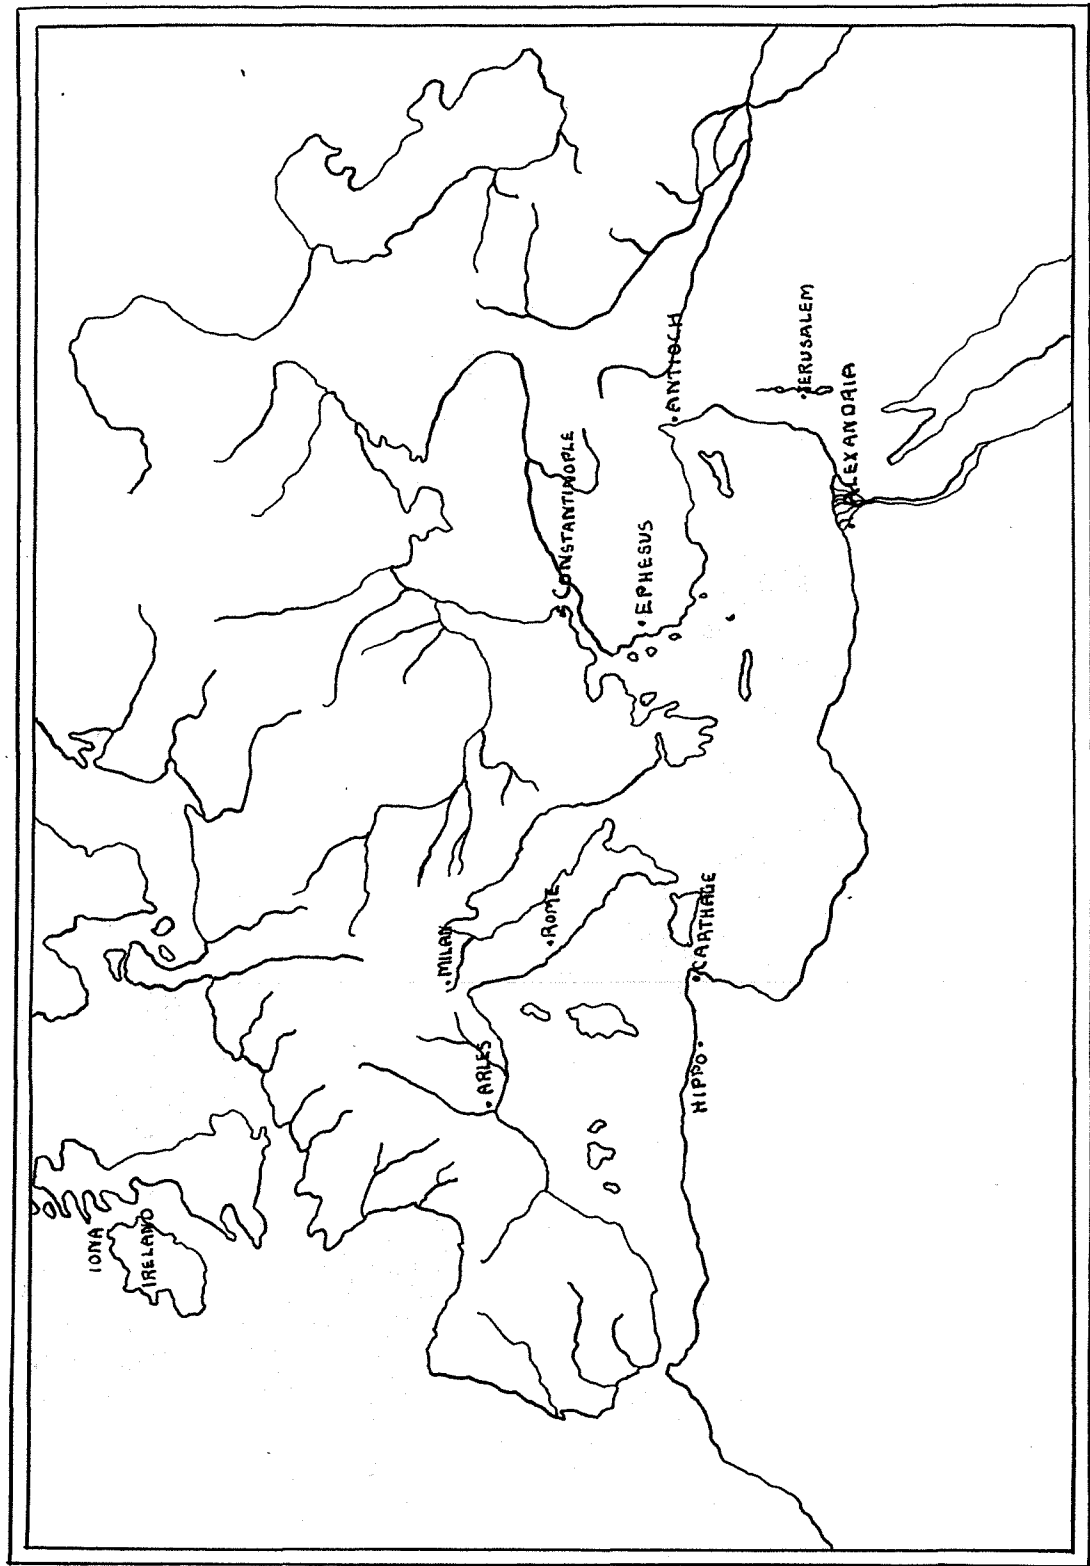 IONA
IRELAND
MILAN
ARLES
ROME
CONSTANTINOPLE
EPHESUS
ANTIOCH
JERUSALEM
ALEXANDRIA
CARTHAGE
HIPPO